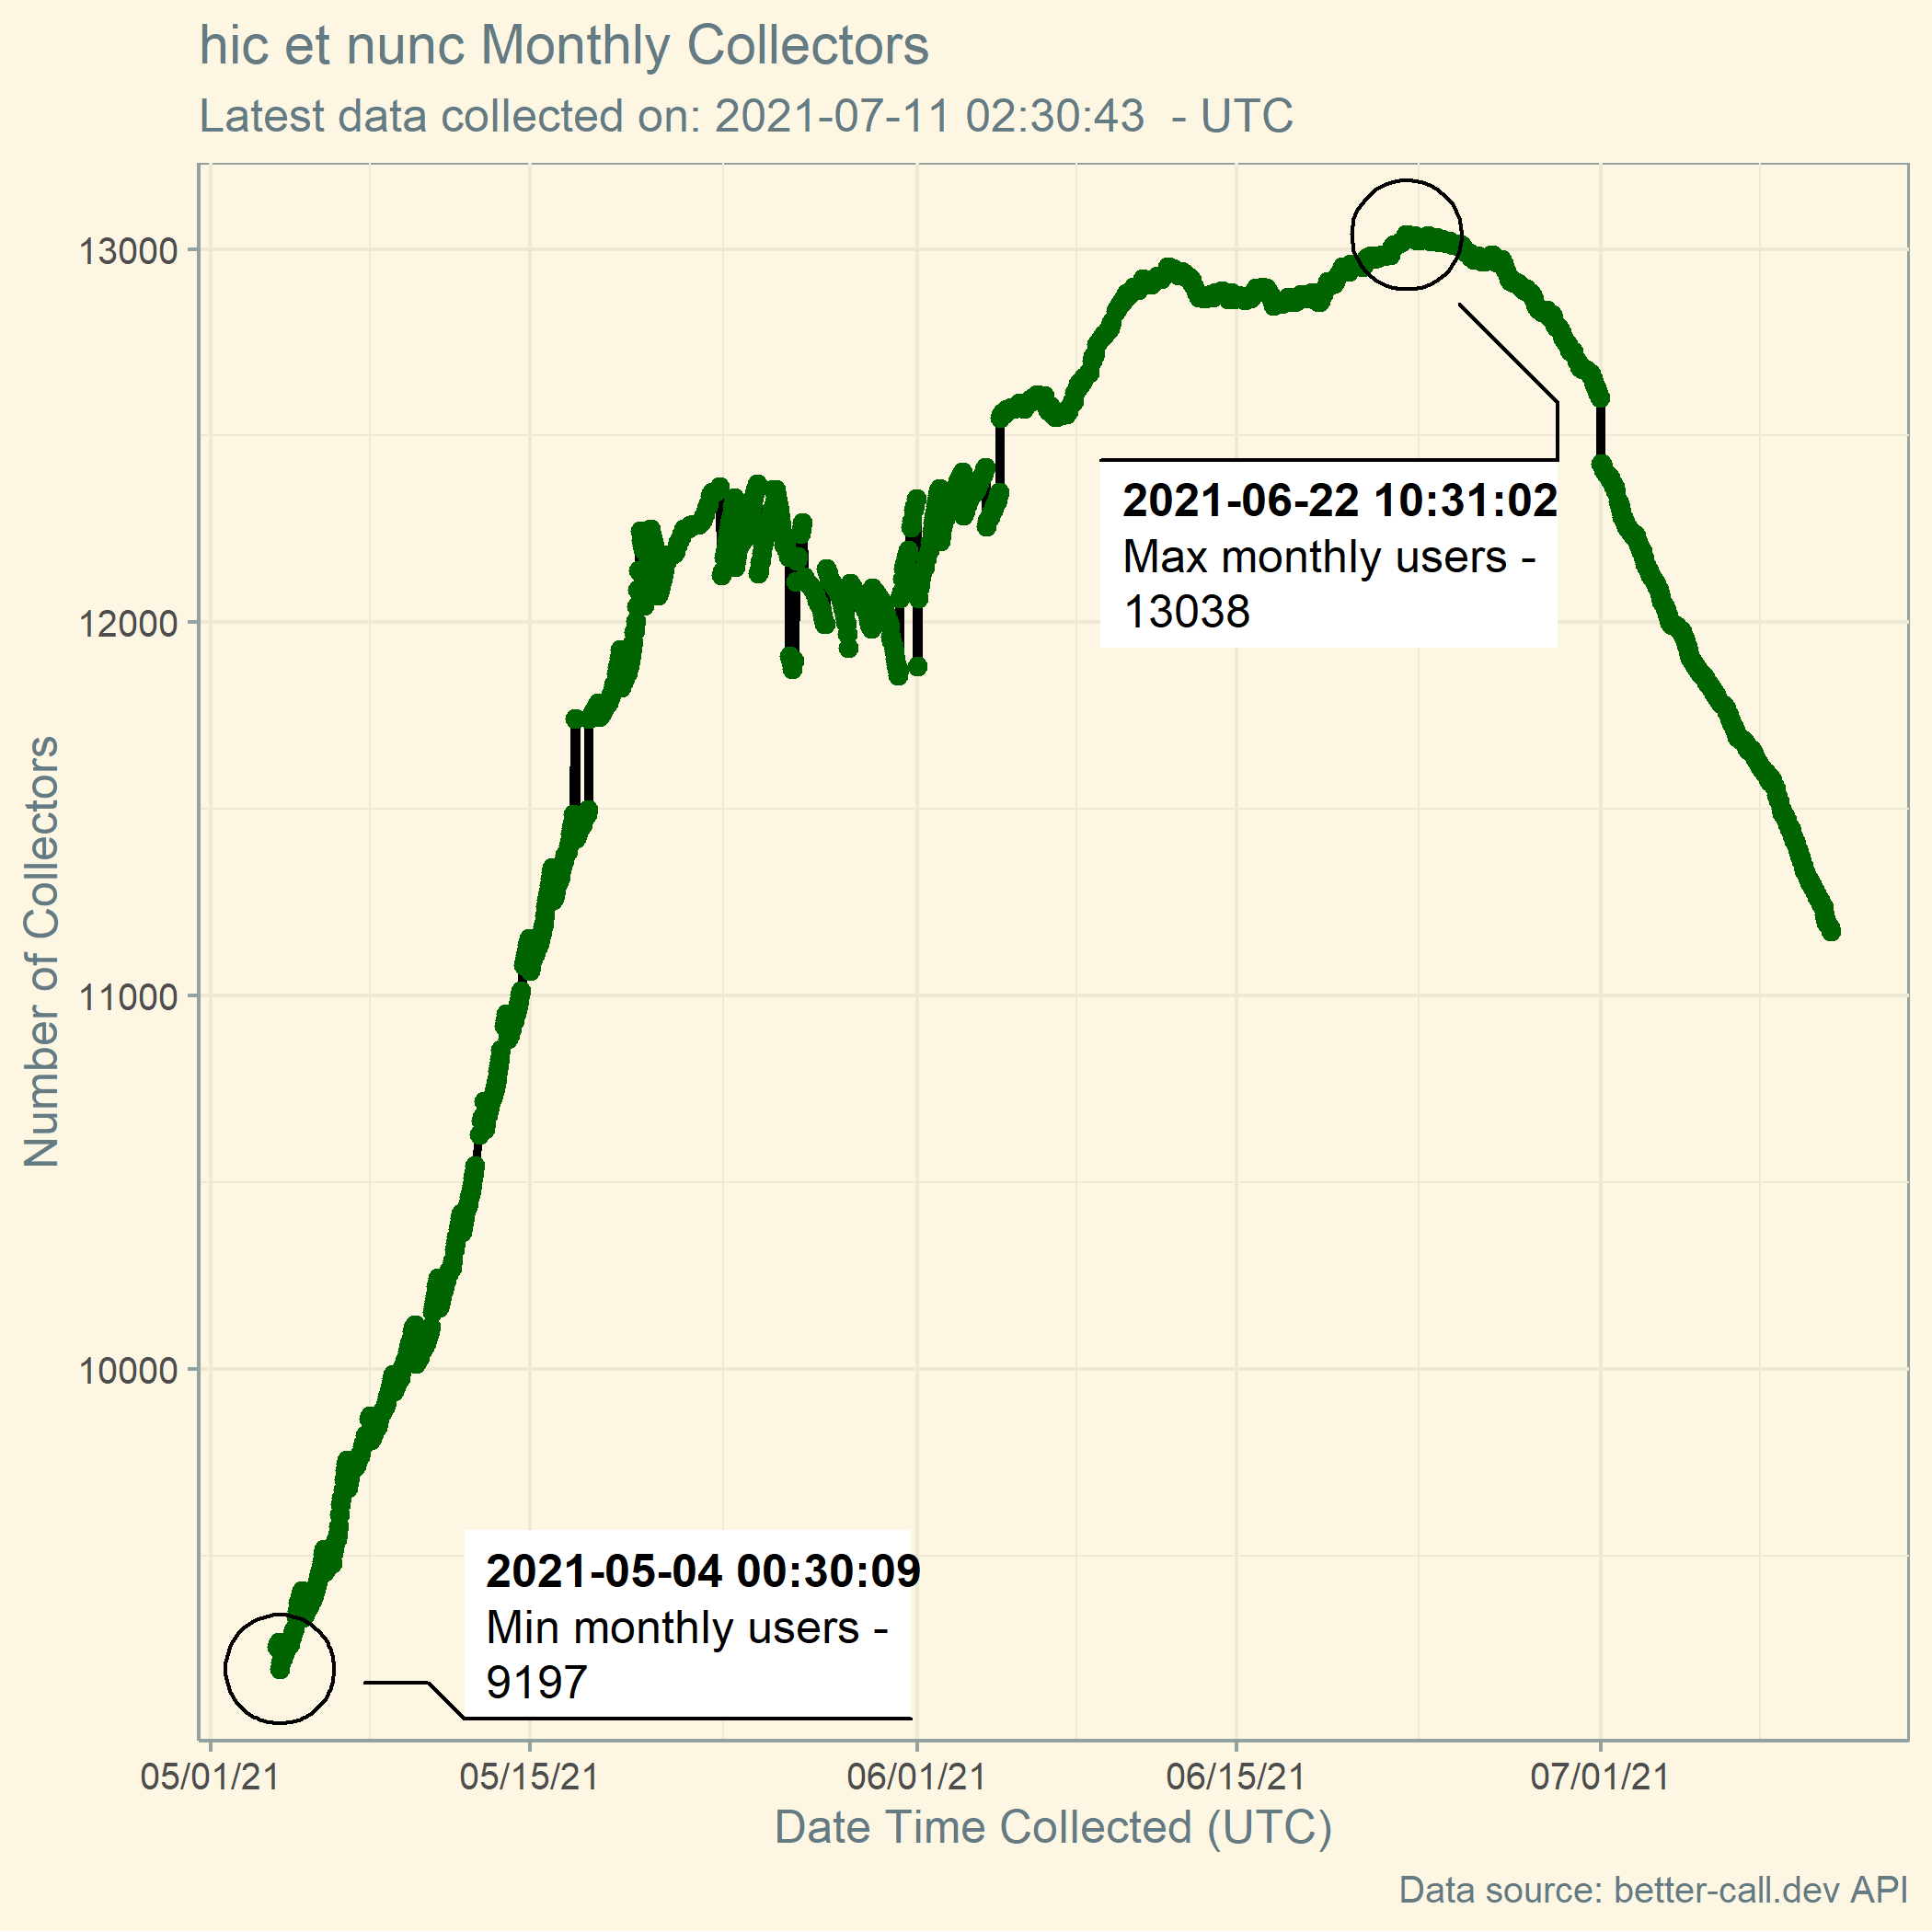 hic et nunc Monthly Collectors
Latest data collected on: 2021-07-11 02:30:43  - UTC
Number of Collectors
13000
12000
11000
10000
2021-06-22 10:31:02
Max monthly users -
13038
2021-05-04 00:30:09
Min monthly users -
9197
05/01/21 05/15/21 06/01/21 06/15/21 07/01/21
Date Time Collected (UTC)
Data source: better-call.dev API